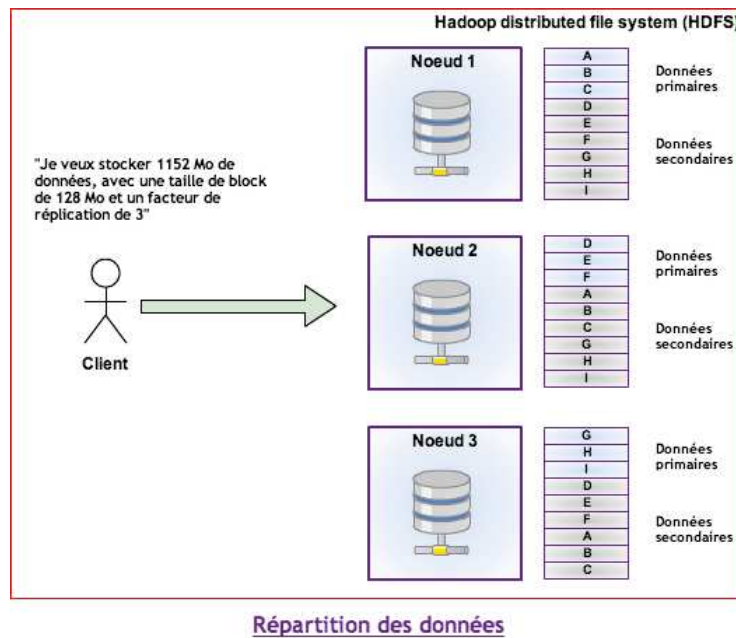 Hadoop distributed file system (HDFS)
Noeud 1
A
B
C
D
E
F
G
H
I
Données
primaires
Données
secondaires
"Je veux stocker 1152 Mo de
données, avec une taille de block
de 128 Mo et un facteur de
réplication de 3"
Client
Noeud 2
D
E
F
A
B
C
G
H
I
Données
primaires
Données
secondaires
Noeud 3
G
H
I
D
E
F
A
B
C
Données
primaires
Données
secondaires
Répartition des données